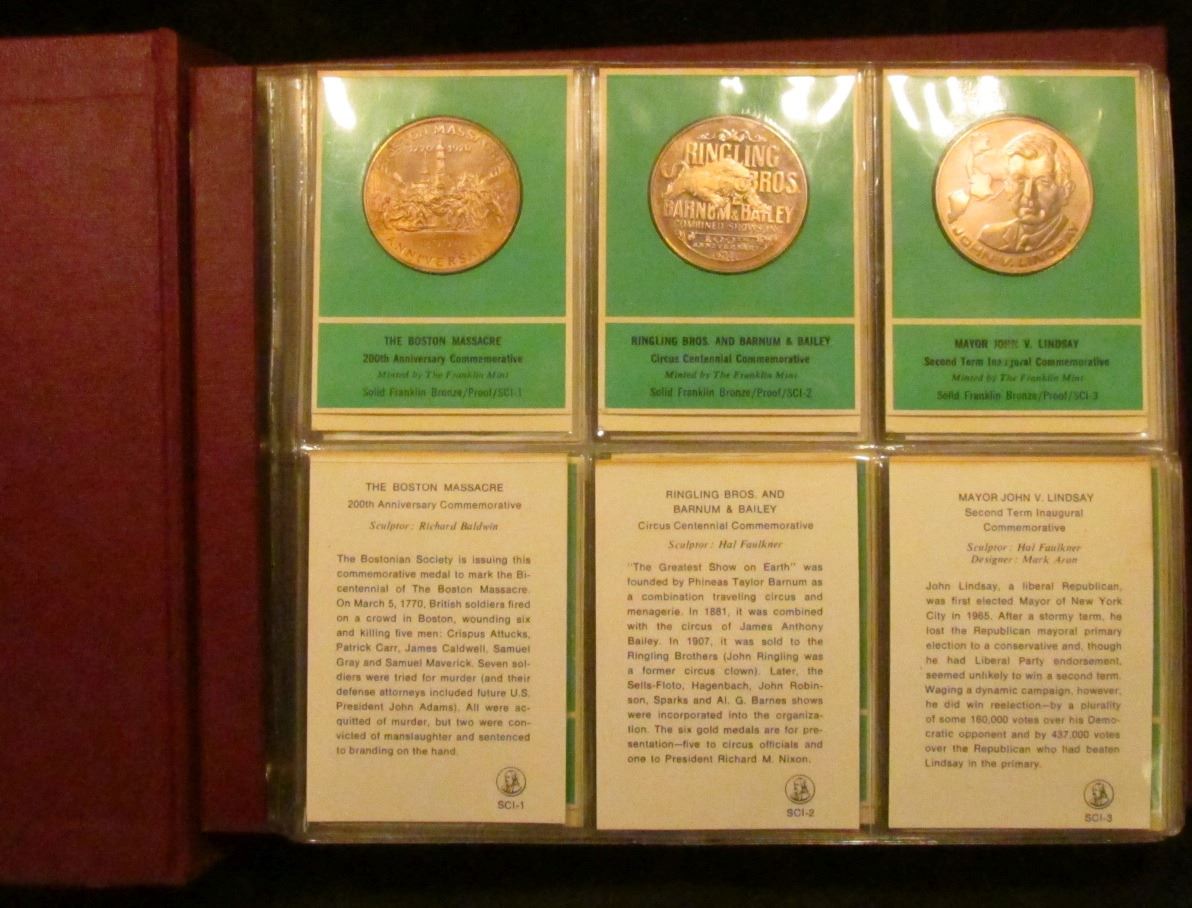 BOSTON MASSACRE
1770 1970
ANNIVERSARY
RINGLING
BROS.
BARNUM & BAILEY
COMBINED SHOWS INC.
ANNIVERSARY
JOHN V. LINDSAY
THE BOSTON MASSACRE
200th Anniversary Commemorative
Minted by The Franklin Mint
Solid Franklin Bronze/Proof/SCI-1
RINGLING BROS. AND BARNUM & BAILEY
Circus Centennial Commemorative
Minted by The Franklin Mint
Solid Franklin Bronze/Proof/SCI-2
MAYOR JOHN V. LINDSAY
Second Term Inaugural Commemorative
Minted by The Franklin Mint
Solid Franklin Bronze/Proof/SCI-3
THE BOSTON MASSACRE
200th Anniversary Commemorative
Sculptor: Richard Baldwin
The Bostonian Society is issuing this
commemorative medal to mark the Bi-
centennial of The Boston Massacre.
On March 5, 1770, British soldiers fired
on a crowd in Boston, wounding six
and killing five men: Crispus Attucks,
Patrick Carr, James Caldwell, Samuel
Gray and Samuel Maverick. Seven sol-
diers were tried for murder (and their
defense attorneys included future U.S.
President John Adams). All were ac-
quitted of murder, but two were con-
victed of manslaughter and sentenced
to branding on the hand.
SCI-1
RINGLING BROS. AND
BARNUM & BAILEY
Circus Centennial Commemorative
Sculptor: Hal Faulkner
"The Greatest Show on Earth" was
founded by Phineas Taylor Barnum as
a combination traveling circus and
menagerie. In 1881, it was combined
with the circus of James Anthony
Bailey. In 1907, it was sold to the
Ringling Brothers (John Ringling was
a former circus clown). Later, the
Sells-Floto, Hagenbach, John Robin-
son, Sparks and Al. G. Barnes shows
were incorporated into the organiza-
tion. The six gold medals are for pre-
sentation—five to circus officials and
one to President Richard M. Nixon.
SCI-2
MAYOR JOHN V. LINDSAY
Second Term Inaugural
Commemorative
Sculptor: Hal Faulkner
Designer: Mark Aron
John Lindsay, a liberal Republican,
was first elected Mayor of New York
City in 1965. After a stormy term, he
lost the Republican mayoral primary
election to a conservative and, though
he had Liberal Party endorsement,
seemed unlikely to win a second term.
Waging a dynamic campaign, however,
he did win reelection—by a plurality
of some 160,000 votes over his Demo-
cratic opponent and by 437,000 votes
over the Republican who had beaten
Lindsay in the primary.
SCI-3